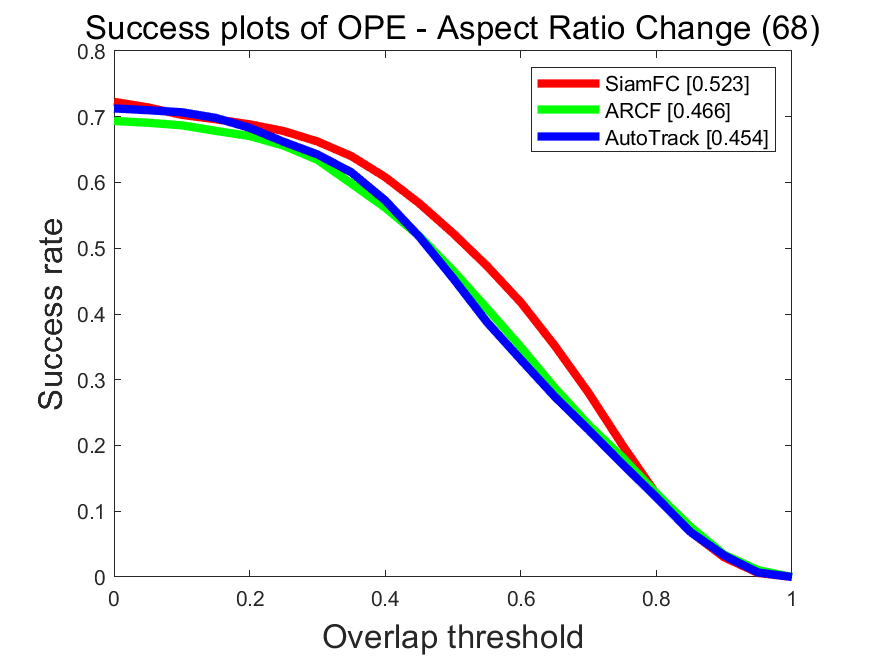 Success plots of OPE - Aspect Ratio Change (68)
SiamFC [0.523]
ARCF [0.466]
AutoTrack [0.454]
Success rate
0.8
0.7
0.6
0.5
0.4
0.3
0.2
0.1
0
0 0.2 0.4 0.6 0.8 1
Overlap threshold